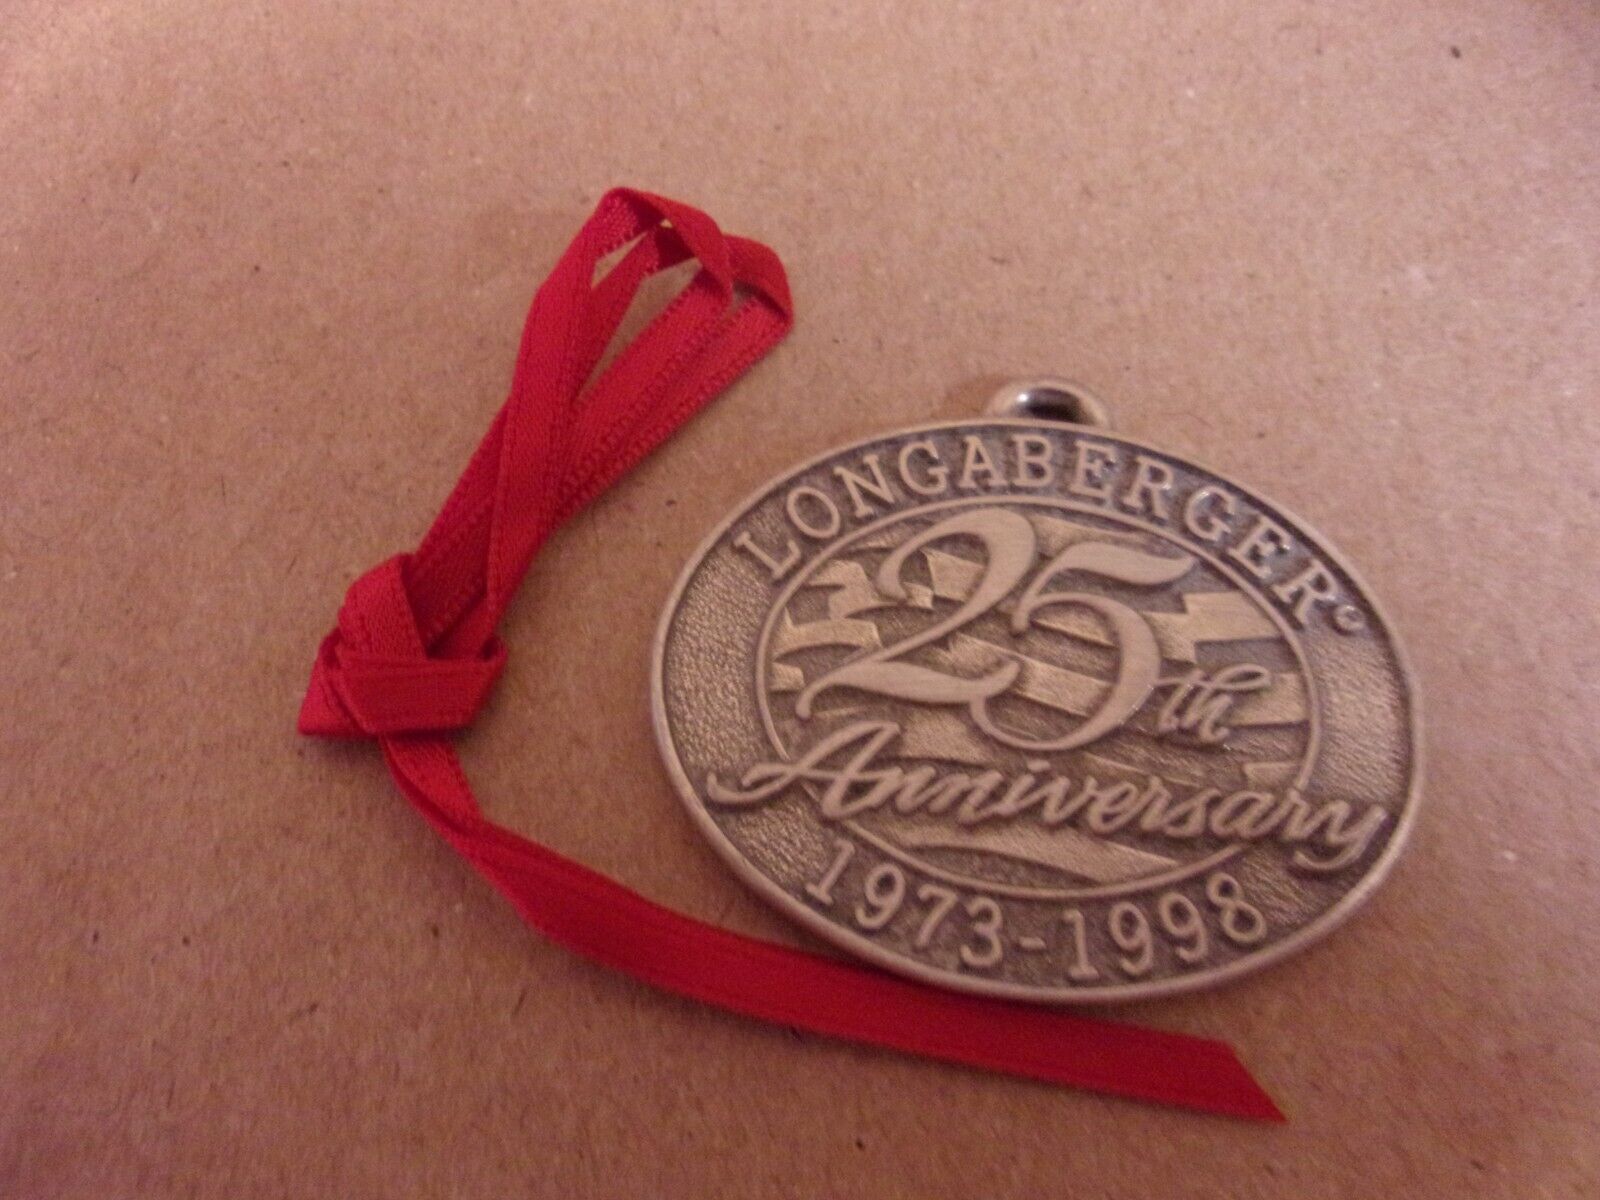 LONGABERGER®
25th
Anniversary
1973-1998